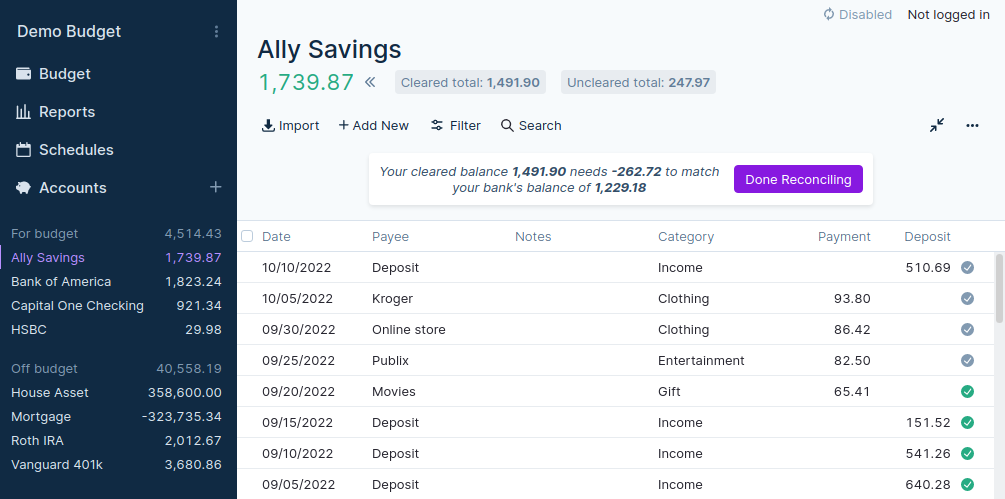 Demo Budget
Budget
Reports
Schedules
Accounts
For budget 4,514.43
Ally Savings 1,739.87
Bank of America 1,823.24
Capital One Checking 921.34
HSBC 29.98
Off budget 40,558.19
House Asset 358,600.00
Mortgage -323,735.34
Roth IRA 2,012.67
Vanguard 401k 3,680.86
Disabled Not logged in
Ally Savings
1,739.87 Cleared total: 1,491.90 Uncleared total: 247.97
Import + Add New Filter Search
Your cleared balance 1,491.90 needs -262.72 to match
your bank's balance of 1,229.18
Done Reconciling
Date Payee Notes Category Payment Deposit
10/10/2022 Deposit Income 510.69
10/05/2022 Kroger Clothing 93.80
09/30/2022 Online store Clothing 86.42
09/25/2022 Publix Entertainment 82.50
09/20/2022 Movies Gift 65.41
09/15/2022 Deposit Income 151.52
09/10/2022 Deposit Income 541.26
09/05/2022 Deposit Income 640.28